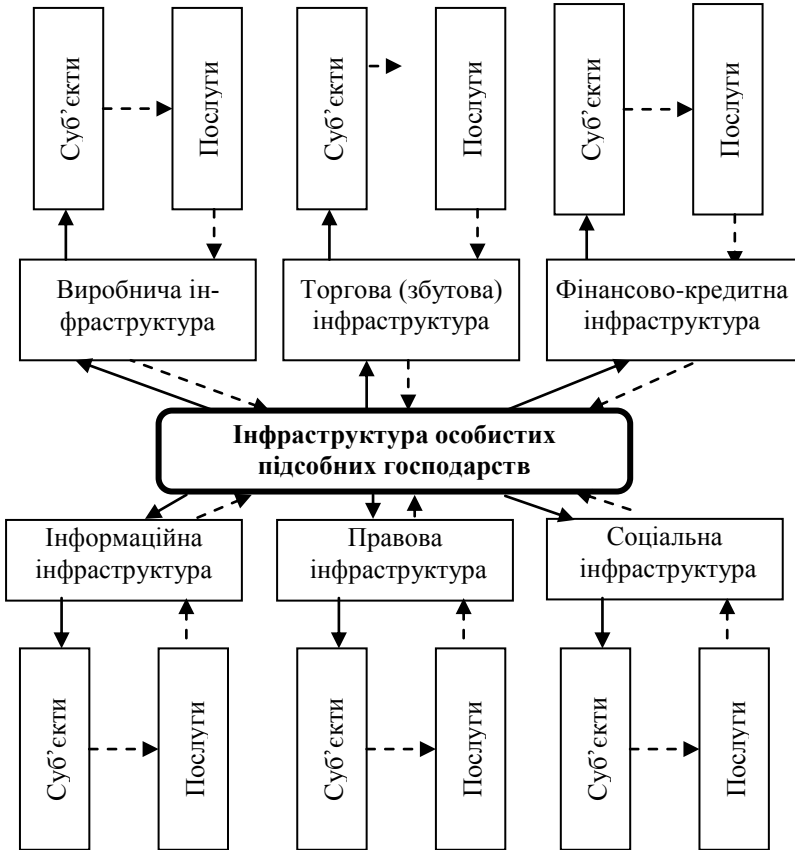 Суб’єкти
Послуги
Суб’єкти
Послуги
Суб’єкти
Послуги
Виробнича ін-
фраструктура
Торгова (збутова)
інфраструктура
Фінансово-кредитна
інфраструктура
Інфраструктура особистих
підсобних господарств
Інформаційна
інфраструктура
Правова
інфраструктура
Соціальна
інфраструктура
Суб’єкти
Послуги
Суб’єкти
Послуги
Суб’єкти
Послуги